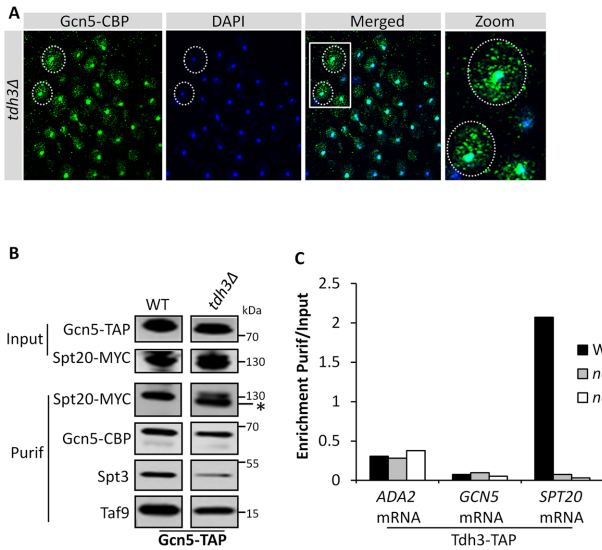 A
Gcn5-CBP DAPI Merged Zoom
tdh3Δ
B
WT tdh3Δ
kDa
Input
Gcn5-TAP
70
Spt20-MYC
130
Purif
Spt20-MYC
130
*
Gcn5-CBP
70
55
Spt3
Taf9
15
Gcn5-TAP
C
Enrichment Purif/Input
2.5
2
1.5
1
0.5
0
ADA2 GCN5 SPT20
mRNA mRNA mRNA
Tdh3-TAP